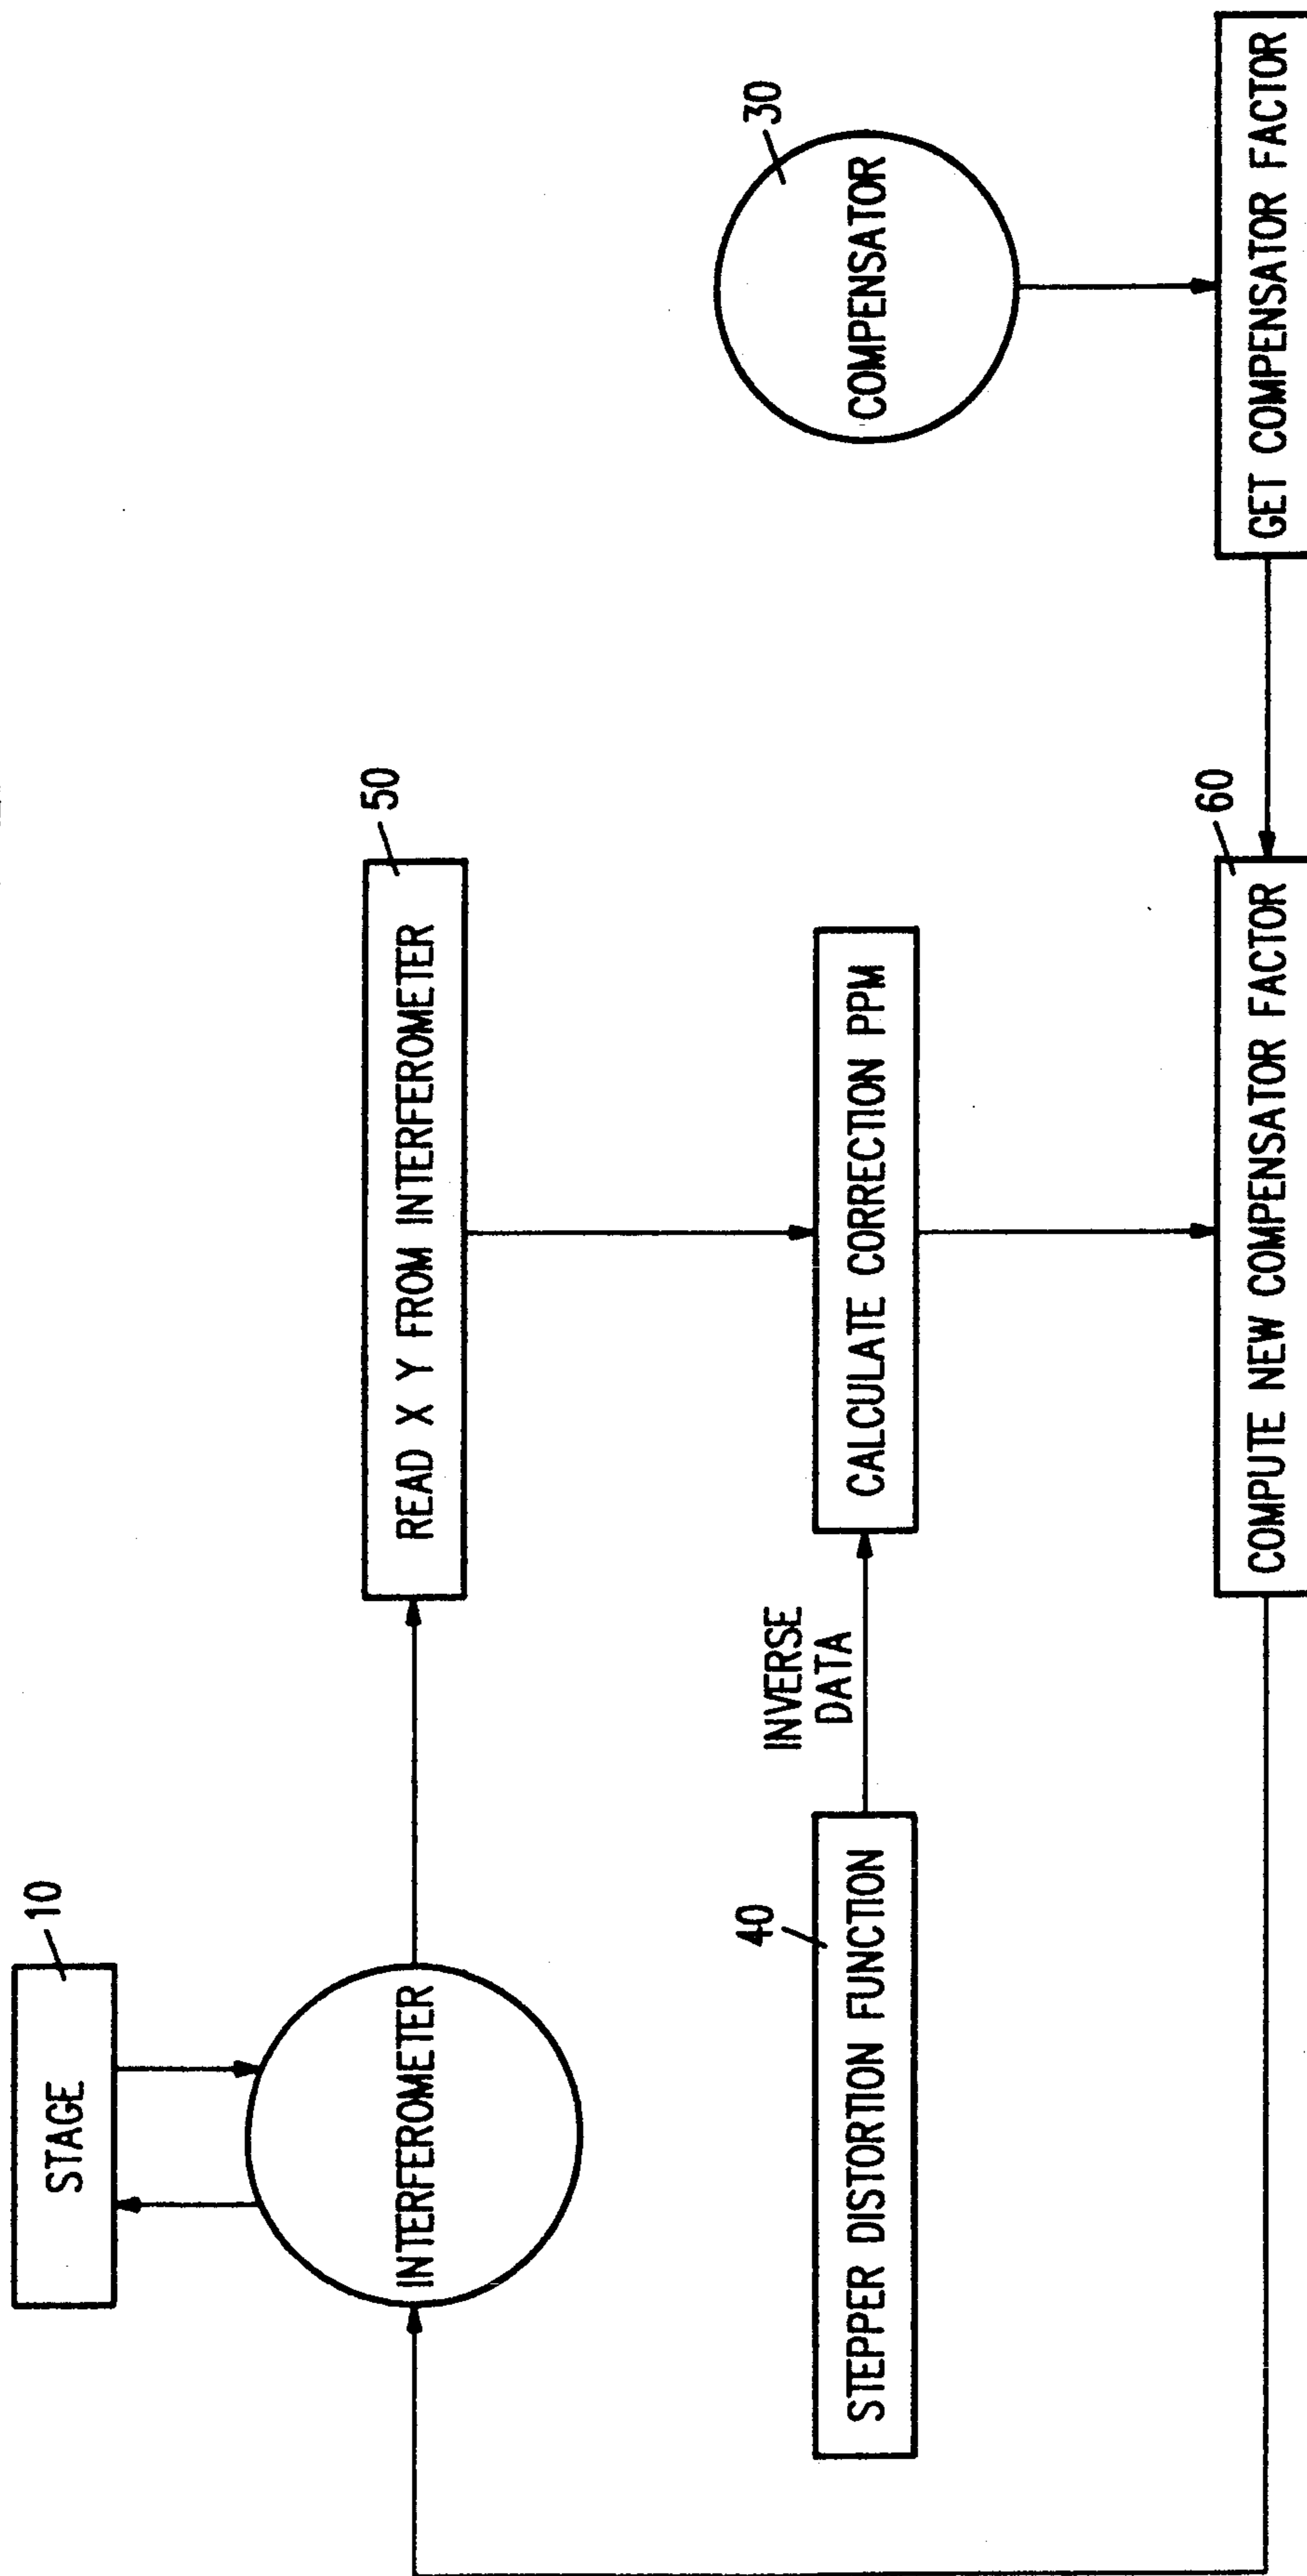 STAGE
10
INTERFEROMETER
READ X Y FROM INTERFEROMETER
50
STEPPER DISTORTION FUNCTION
40
INVERSE
DATA
CALCULATE CORRECTION PPM
COMPENSATOR
30
COMPUTE NEW COMPENSATOR FACTOR
60
GET COMPENSATOR FACTOR